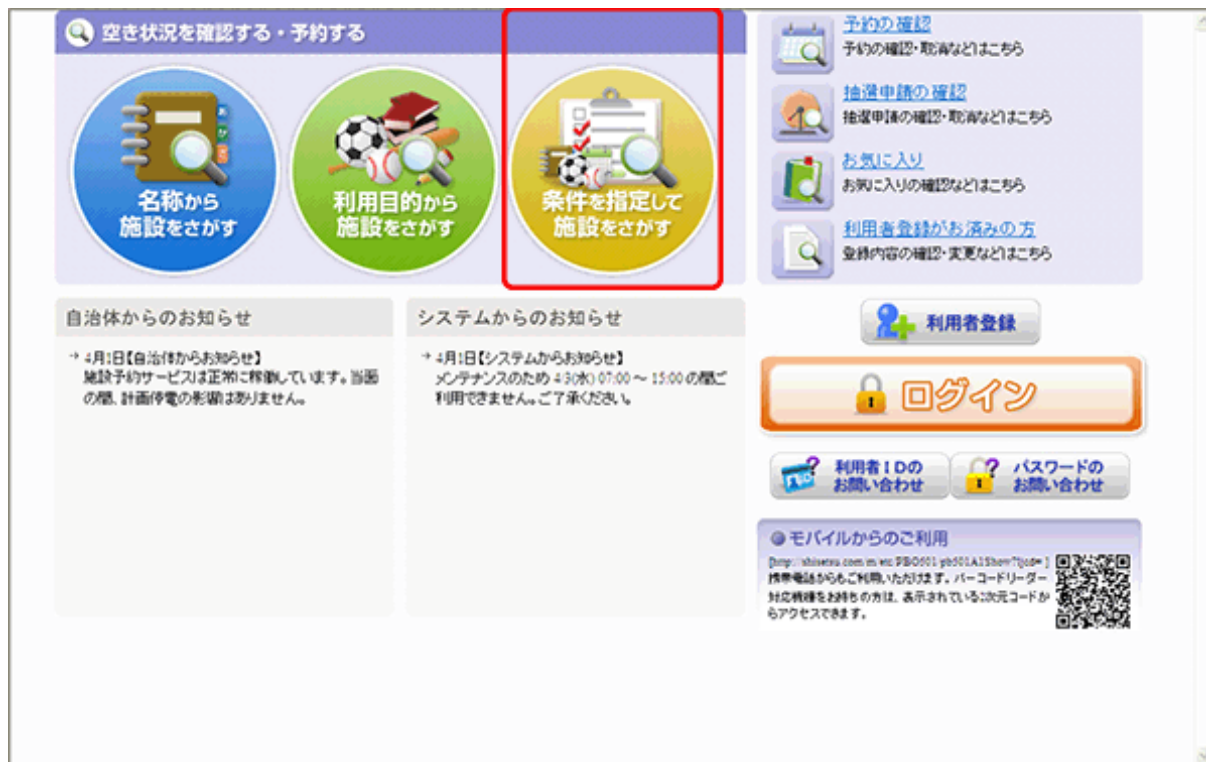 空き状況を確認する・予約する
名称から
施設をさがす
利用目的から
施設をさがす
条件を指定して
施設をさがす
予約の確認
予約の確認・取消などはこちら
抽選申請の確認
抽選申請の確認・取消などはこちら
お気に入り
お気に入りの確認などはこちら
利用者登録がお済みの方
登録内容の確認・変更などはこちら
自治体からのお知らせ
→ 4月1日【自治体からお知らせ】
施設予約サービスは正常に稼働しています。当面
の間、計画停電の影響はありません。
システムからのお知らせ
→ 4月1日【システムからお知らせ】
メンテナンスのため 4/3(水) 07:00 ～ 15:00 の間ご
利用できません。ご了承ください。
利用者登録
ログイン
利用者IDの
お問い合わせ
パスワードの
お問い合わせ
モバイルからのご利用
携帯電話からもご利用いただけます。バーコードリーダー
対応機種をお持ちの方は、表示されている2次元コードか
らアクセスできます。